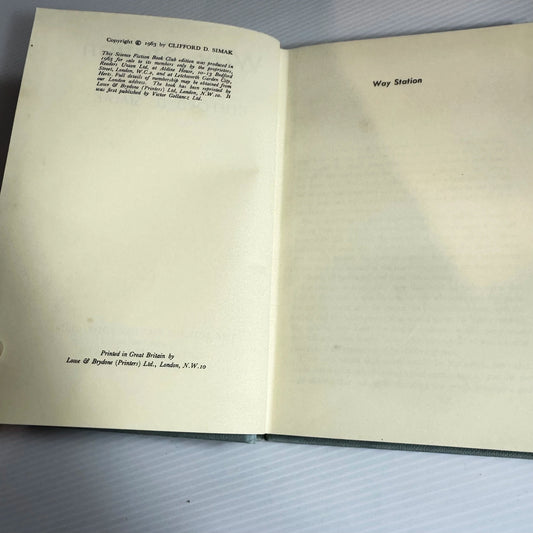 Copyright © 1963 by CLIFFORD D. SIMAK
This Science Fiction Book Club edition was produced in
1965 for sale to its members only by the proprietors,
Readers Union Ltd, at Aldine House, 10-13 Bedford
Street, London, W.C.2, and at Letchworth Garden City,
Herts. Full details of membership may be obtained from
our London address. The book has been reprinted by
Lowe & Brydone (Printers) Ltd, London, N.W.10. It
was first published by Victor Gollancz Ltd.
Printed in Great Britain by
Lowe & Brydone (Printers) Ltd., London, N.W.10
Way Station